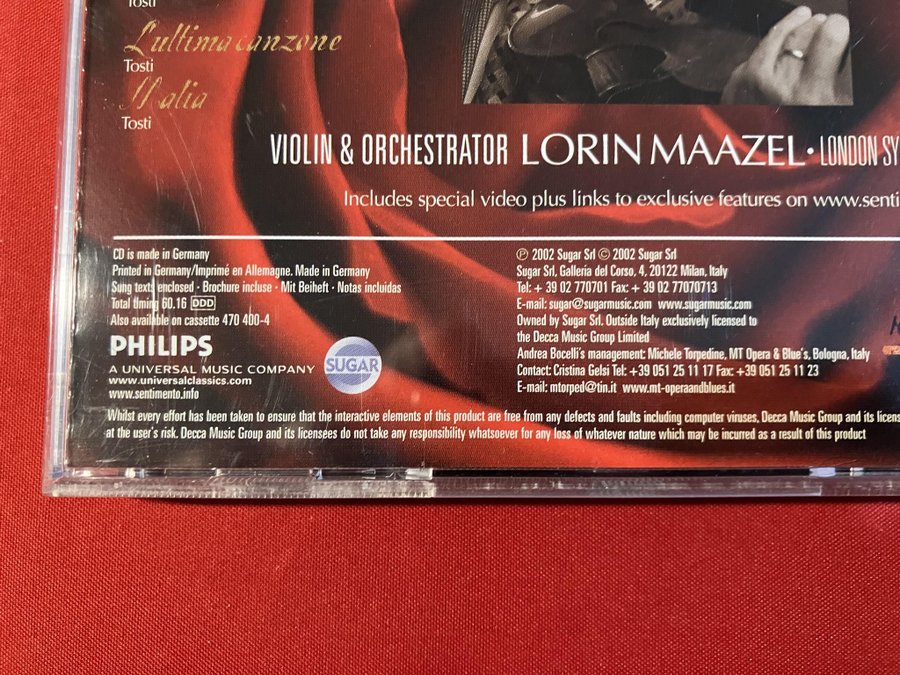 Tosti
L'ultima canzone
Tosti
Malia
Tosti
VIOLIN & ORCHESTRATOR LORIN MAAZEL • LONDON SY
Includes special video plus links to exclusive features on www.senti
CD is made in Germany
Printed in Germany/Imprimé en Allemagne. Made in Germany
Sung texts enclosed · Brochure incluse · Mit Beiheft · Notas incluidas
Total timing 60.16 DDD
Also available on cassette 470 400-4
PHILIPS
A UNIVERSAL MUSIC COMPANY
www.universalclassics.com
www.sentimento.info
SUGAR
℗ 2002 Sugar Srl © 2002 Sugar Srl
Sugar Srl, Galleria del Corso, 4, 20122 Milan, Italy
Tel: + 39 02 770701 Fax: + 39 02 77070713
E-mail: sugar@sugarmusic.com www.sugarmusic.com
Owned by Sugar Srl. Outside Italy exclusively licensed to
the Decca Music Group Limited
Andrea Bocelli's management: Michele Torpedine, MT Opera & Blue's, Bologna, Italy
Contact: Cristina Gelsi Tel: +39 051 25 11 17 Fax: +39 051 25 11 23
E-mail: mtorped@tin.it www.mt-operaandblues.it
Whilst every effort has been taken to ensure that the interactive elements of this product are free from any defects and faults including computer viruses, Decca Music Group and its licens
at the user's risk. Decca Music Group and its licensees do not take any responsibility whatsoever for any loss of whatever nature which may be incurred as a result of this product